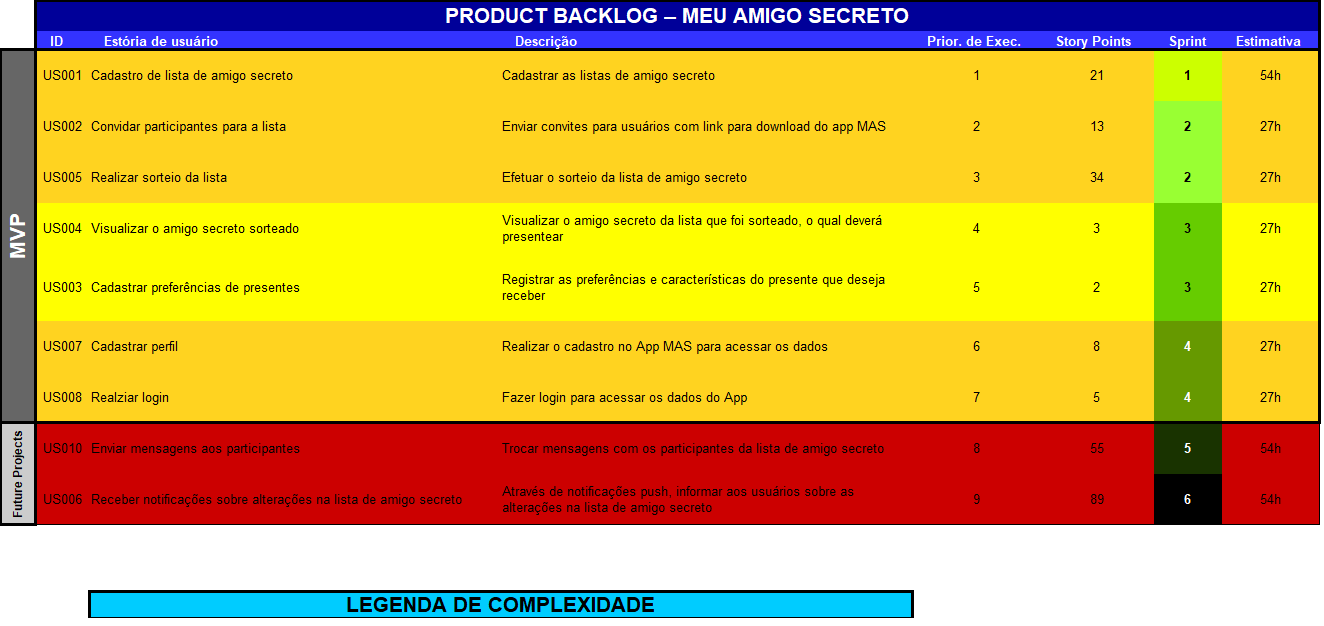 PRODUCT BACKLOG – MEU AMIGO SECRETO
ID Estória de usuário Descrição Prior. de Exec. Story Points Sprint Estimativa
MVP
US001 Cadastro de lista de amigo secreto Cadastrar as listas de amigo secreto 1 21 1 54h
US002 Convidar participantes para a lista Enviar convites para usuários com link para download do app MAS 2 13 2 27h
US005 Realizar sorteio da lista Efetuar o sorteio da lista de amigo secreto 3 34 2 27h
US004 Visualizar o amigo secreto sorteado Visualizar o amigo secreto da lista que foi sorteado, o qual deverá
presentear 4 3 3 27h
US003 Cadastrar preferências de presentes Registrar as preferências e características do presente que deseja
receber 5 2 3 27h
US007 Cadastrar perfil Realizar o cadastro no App MAS para acessar os dados 6 8 4 27h
US008 Realziar login Fazer login para acessar os dados do App 7 5 4 27h
Future Projects
US010 Enviar mensagens aos participantes Trocar mensagens com os participantes da lista de amigo secreto 8 55 5 54h
US006 Receber notificações sobre alterações na lista de amigo secreto Através de notificações push, informar aos usuários sobre as
alterações na lista de amigo secreto 9 89 6 54h
LEGENDA DE COMPLEXIDADE